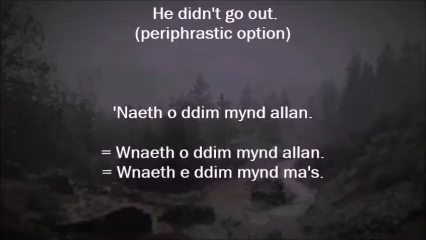 He didn't go out.
(periphrastic option)
'Naeth o ddim mynd allan.
= Wnaeth o ddim mynd allan.
= Wnaeth e ddim mynd ma's.